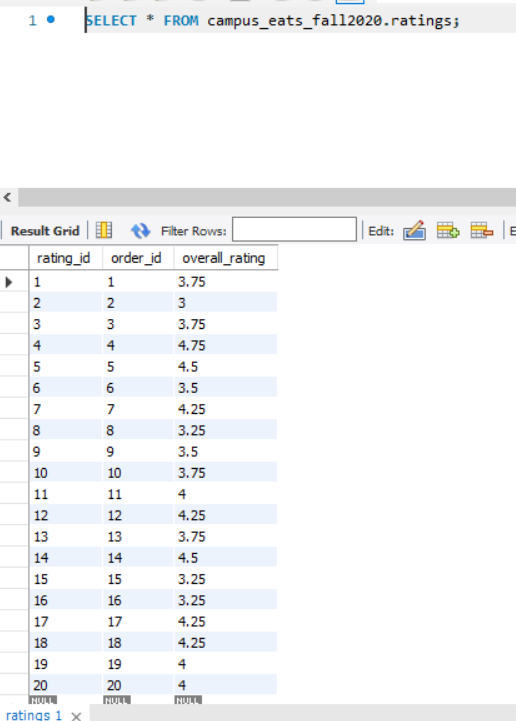 1 SELECT * FROM campus_eats_fall2020.ratings;
Result Grid Filter Rows: Edit:
rating_id order_id overall_rating
1 1 3.75
2 2 3
3 3 3.75
4 4 4.75
5 5 4.5
6 6 3.5
7 7 4.25
8 8 3.25
9 9 3.5
10 10 3.75
11 11 4
12 12 4.25
13 13 3.75
14 14 4.5
15 15 3.25
16 16 3.25
17 17 4.25
18 18 4.25
19 19 4
20 20 4
NULL NULL NULL
ratings 1